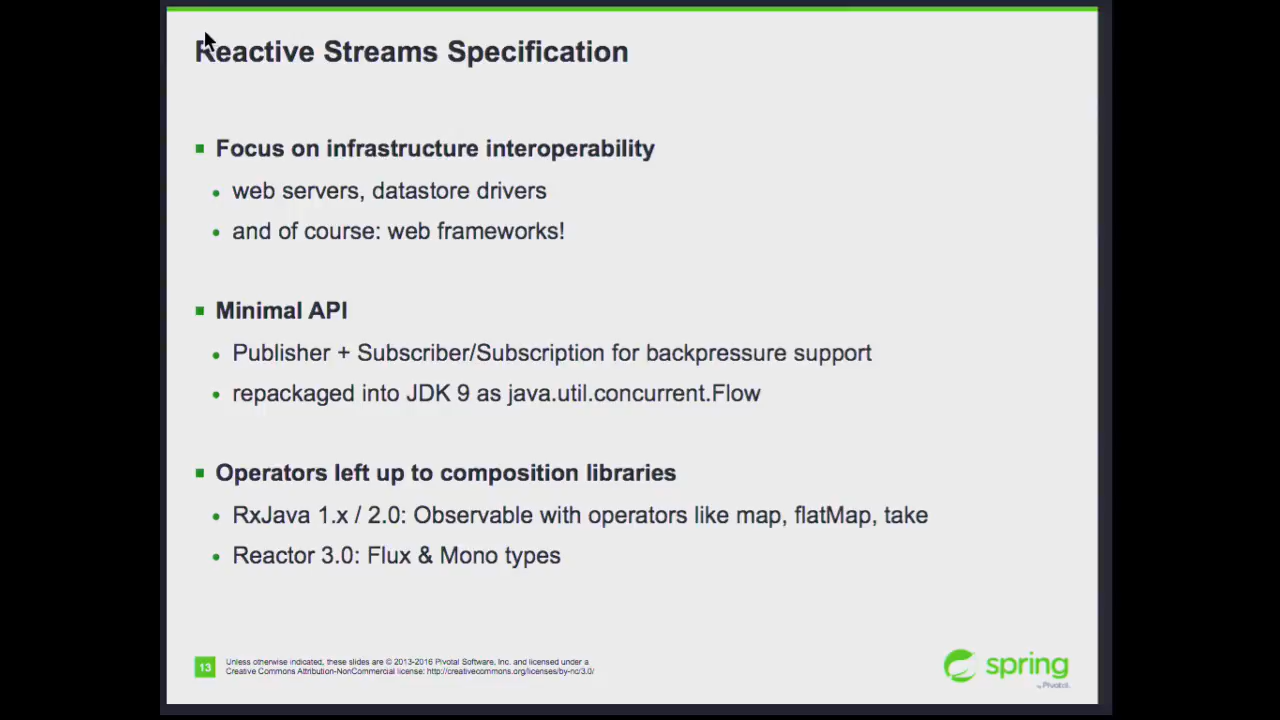 Reactive Streams Specification
Focus on infrastructure interoperability
web servers, datastore drivers
and of course: web frameworks!
Minimal API
Publisher + Subscriber/Subscription for backpressure support
repackaged into JDK 9 as java.util.concurrent.Flow
Operators left up to composition libraries
RxJava 1.x / 2.0: Observable with operators like map, flatMap, take
Reactor 3.0: Flux & Mono types
13
Unless otherwise indicated, these slides are © 2013-2016 Pivotal Software, Inc. and licensed under a
Creative Commons Attribution-NonCommercial license: http://creativecommons.org/licenses/by-nc/3.0/
spring
by Pivotal.